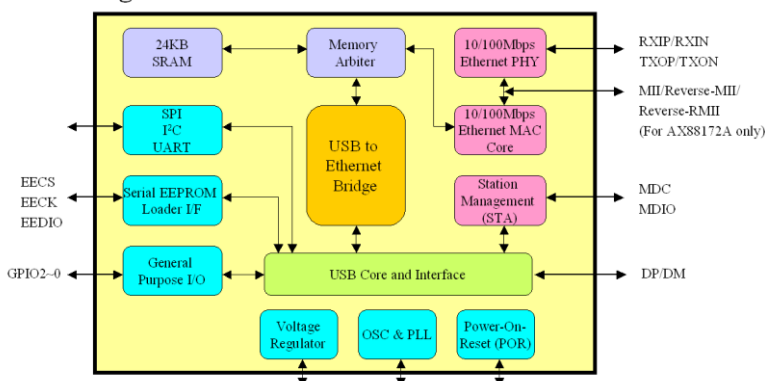 24KB
SRAM
Memory
Arbiter
10/100Mbps
Ethernet PHY
RXIP/RXIN
TXOP/TXON
MII/Reverse-MII/
Reverse-RMII
(For AX88172A only)
SPI
I²C
UART
USB to
Ethernet
Bridge
10/100Mbps
Ethernet MAC
Core
EECS
EECK
EEDIO
Serial EEPROM
Loader I/F
Station
Management
(STA)
MDC
MDIO
GPIO2~0
General
Purpose I/O
USB Core and Interface
DP/DM
Voltage
Regulator
OSC & PLL
Power-On-
Reset (POR)